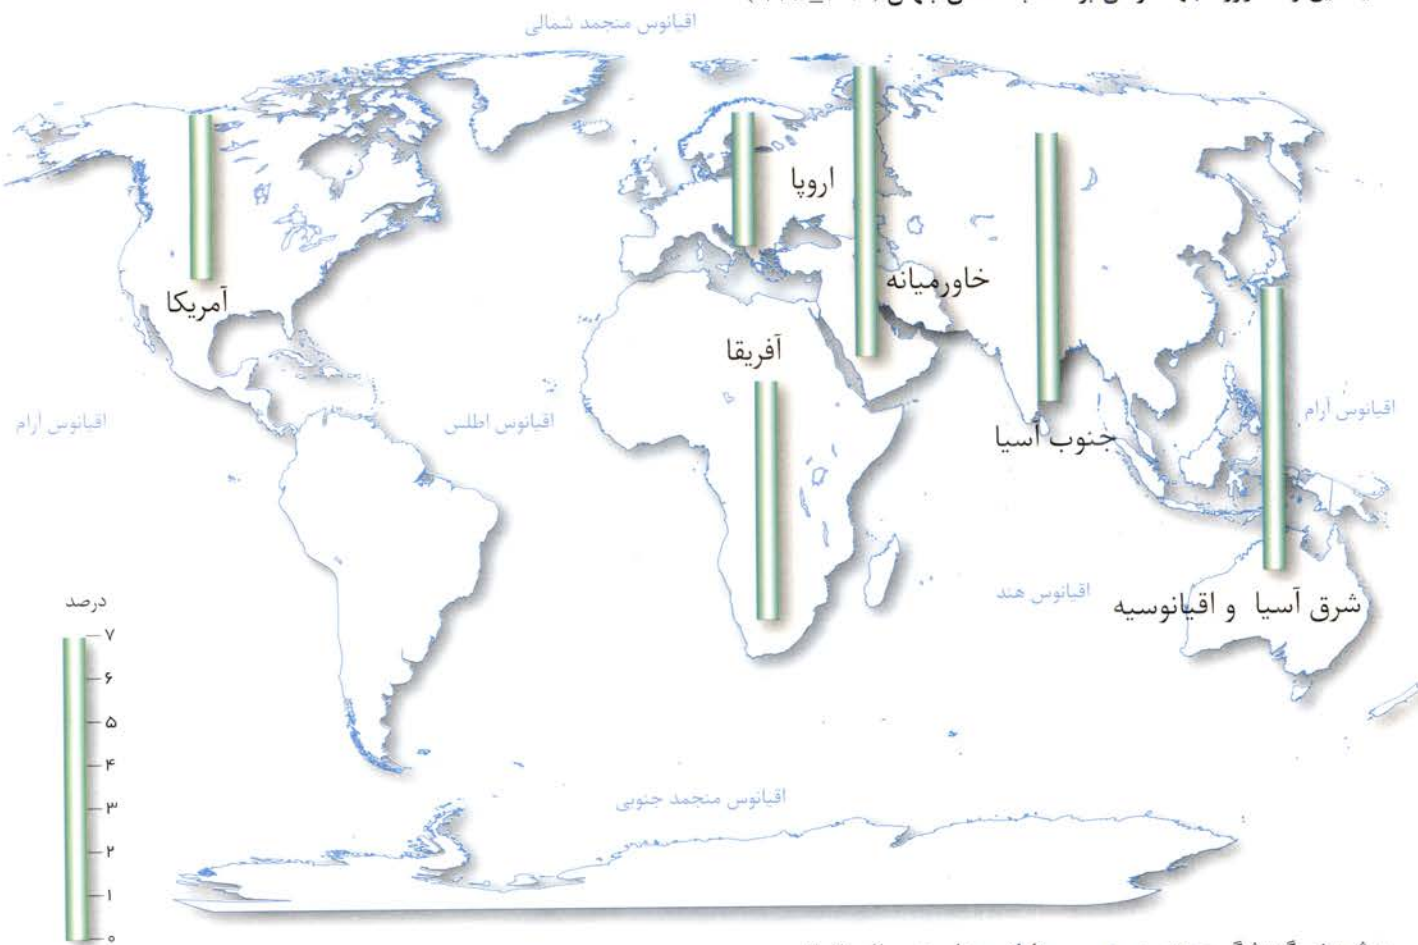 اقیانوس منجمد شمالی
اروپا
خاورمیانه
آمریکا
آفریقا
اقیانوس آرام
اقیانوس اطلس
اقیانوس آرام
جنوب آسیا
اقیانوس هند
شرق آسیا و اقیانوسیه
درصد
۷
۶
۵
۴
۳
۲
۱
۰
اقیانوس منجمد جنوبی